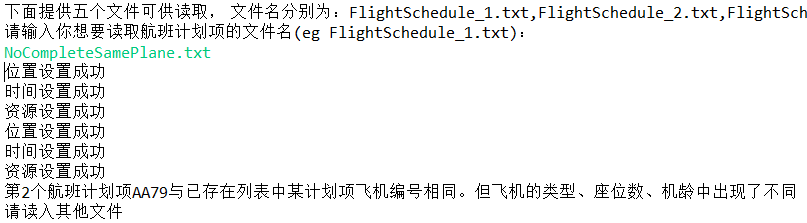 下面提供五个文件可供读取, 文件名分别为：FlightSchedule_1.txt,FlightSchedule_2.txt,FlightSch
请输入你想要读取航班计划项的文件名(eg FlightSchedule_1.txt)：
NoCompleteSamePlane.txt
位置设置成功
时间设置成功
资源设置成功
位置设置成功
时间设置成功
资源设置成功
第2个航班计划项AA79与已存在列表中某计划项飞机编号相同。但飞机的类型、座位数、机龄中出现了不同
请读入其他文件